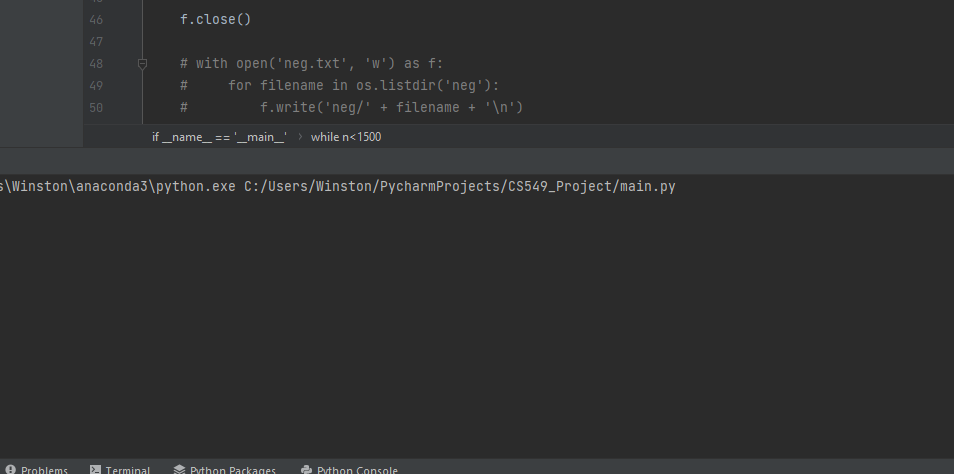 46 f.close()
47
48 # with open('neg.txt', 'w') as f:
49 #     for filename in os.listdir('neg'):
50 #         f.write('neg/' + filename + '\n')
if __name__ == '__main__' › while n<1500
s\Winston\anaconda3\python.exe C:/Users/Winston/PycharmProjects/CS549_Project/main.py
Problems Terminal Python Packages Python Console